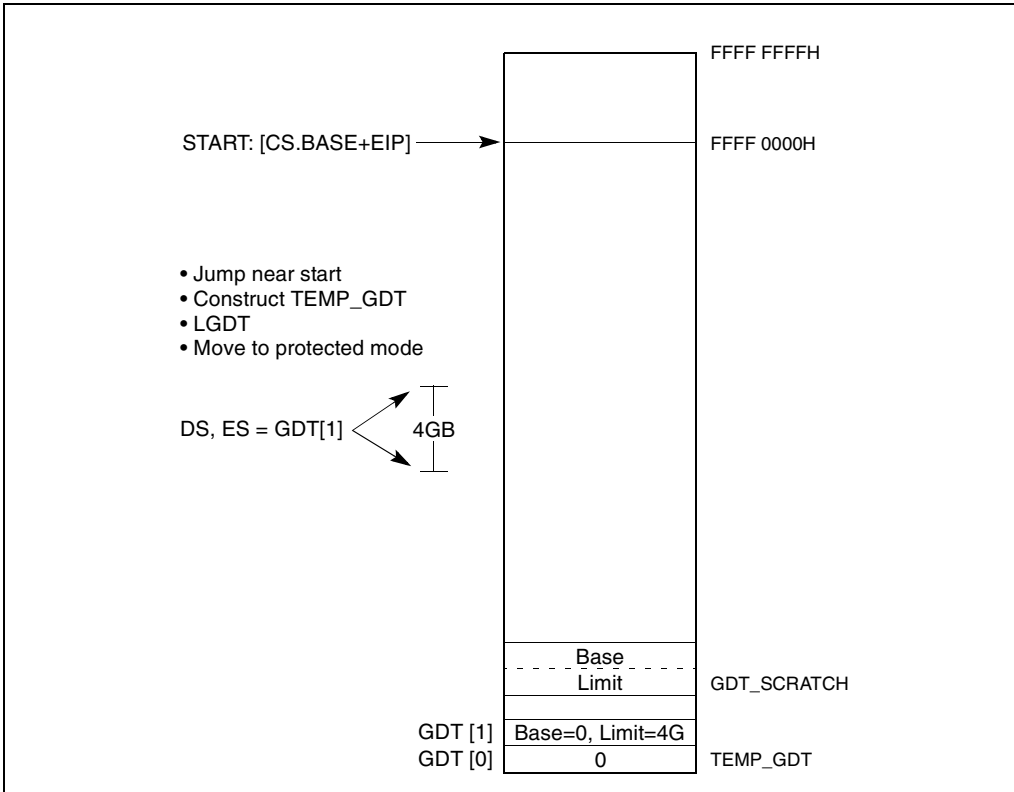 FFFF FFFFH
START: [CS.BASE+EIP]
FFFF 0000H
• Jump near start
• Construct TEMP_GDT
• LGDT
• Move to protected mode
DS, ES = GDT[1]
4GB
Base
Limit
GDT_SCRATCH
GDT [1]
Base=0, Limit=4G
GDT [0]
0
TEMP_GDT